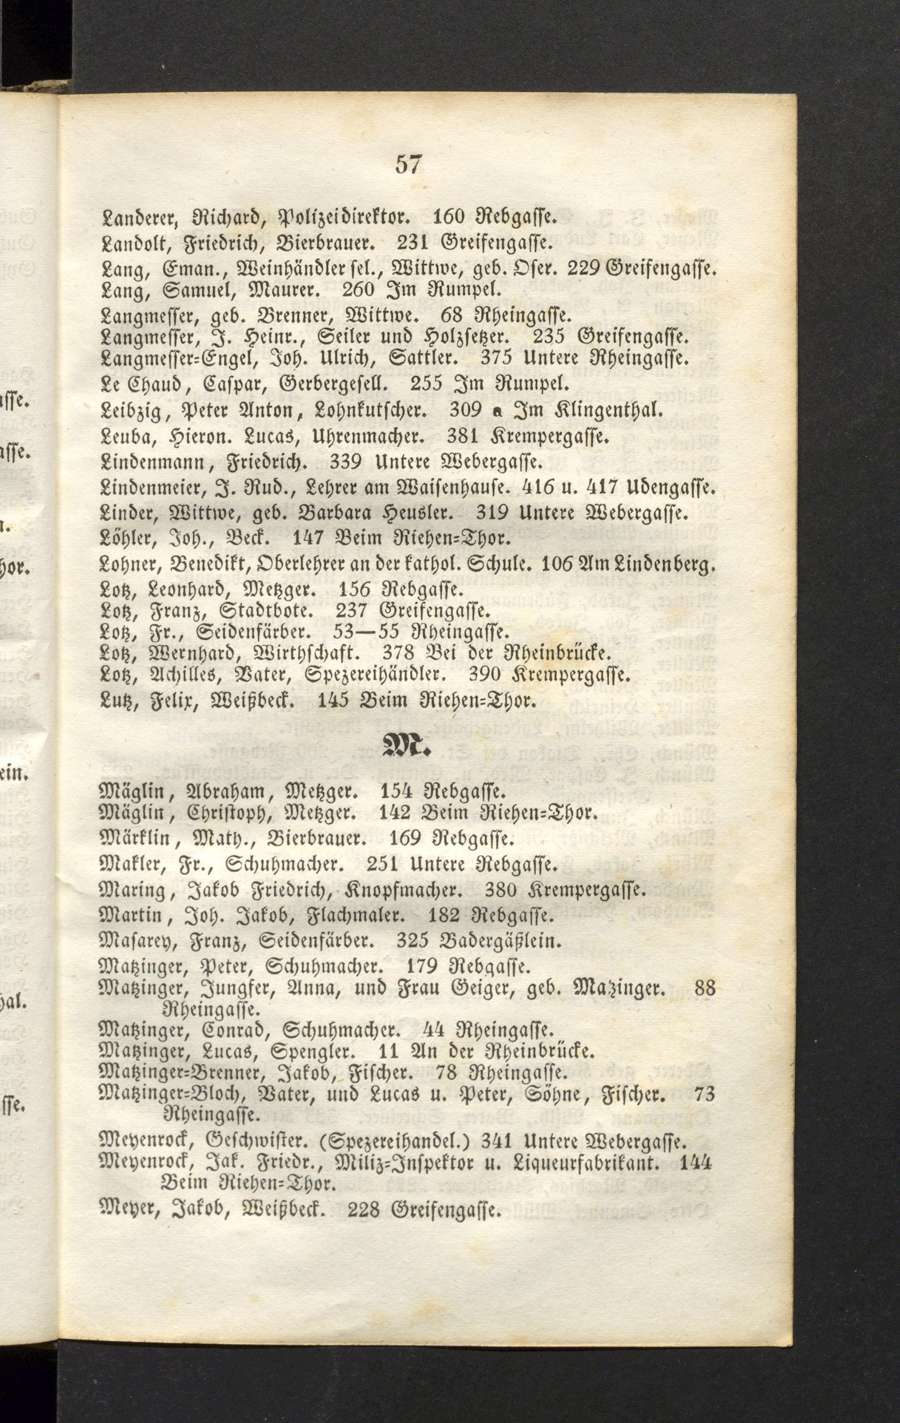 57
Landerer, Richard, Polizeidirektor. 160 Rebgasse.
Landolt, Friedrich, Bierbrauer. 231 Greifengasse.
Lang, Eman., Weinhändler sel., Wittwe, geb. Oser. 229 Greifengasse.
Lang, Samuel, Maurer. 260 Im Rumpel.
Langmesser, geb. Brenner, Wittwe. 68 Rheingasse.
Langmesser, J. Heinr., Seiler und Holzsetzer. 235 Greifengasse.
Langmesser-Engel, Joh. Ulrich, Sattler. 375 Untere Rheingasse.
Le Chaud, Caspar, Gerbergesell. 255 Im Rumpel.
Leibzig, Peter Anton, Lohnkutscher. 309 a Im Klingenthal.
Leuba, Hieron. Lucas, Uhrenmacher. 381 Krempergasse.
Lindenmann, Friedrich. 339 Untere Webergasse.
Lindenmeier, J. Rud., Lehrer am Waisenhause. 416 u. 417 Udengasse.
Linder, Wittwe, geb. Barbara Heusler. 319 Untere Webergasse.
Löhler, Joh., Beck. 147 Beim Riehen-Thor.
Lohner, Benedikt, Oberlehrer an der kathol. Schule. 106 Am Lindenberg.
Lotz, Leonhard, Metzger. 156 Rebgasse.
Lotz, Franz, Stadtbote. 237 Greifengasse.
Lotz, Fr., Seidenfärber. 53—55 Rheingasse.
Lotz, Wernhard, Wirthschaft. 378 Bei der Rheinbrücke.
Lotz, Achilles, Vater, Spezereihändler. 390 Krempergasse.
Lutz, Felix, Weißbeck. 145 Beim Riehen-Thor.
M.
Mäglin, Abraham, Metzger. 154 Rebgasse.
Mäglin, Christoph, Metzger. 142 Beim Riehen-Thor.
Märklin, Math., Bierbrauer. 169 Rebgasse.
Makler, Fr., Schuhmacher. 251 Untere Rebgasse.
Maring, Jakob Friedrich, Knopfmacher. 380 Krempergasse.
Martin, Joh. Jakob, Flachmaler. 182 Rebgasse.
Masarey, Franz, Seidenfärber. 325 Badergäßlein.
Matzinger, Peter, Schuhmacher. 179 Rebgasse.
Matzinger, Jungfer, Anna, und Frau Geiger, geb. Matzinger. 88
Rheingasse.
Matzinger, Conrad, Schuhmacher. 44 Rheingasse.
Matzinger, Lucas, Spengler. 11 An der Rheinbrücke.
Matzinger-Brenner, Jakob, Fischer. 78 Rheingasse.
Matzinger-Bloch, Vater, und Lucas u. Peter, Söhne, Fischer. 73
Rheingasse.
Meyenrock, Geschwister. (Spezereihandel.) 341 Untere Webergasse.
Meyenrock, Jak. Friedr., Miliz-Inspektor u. Liqueurfabrikant. 144
Beim Riehen-Thor.
Meyer, Jakob, Weißbeck. 228 Greifengasse.